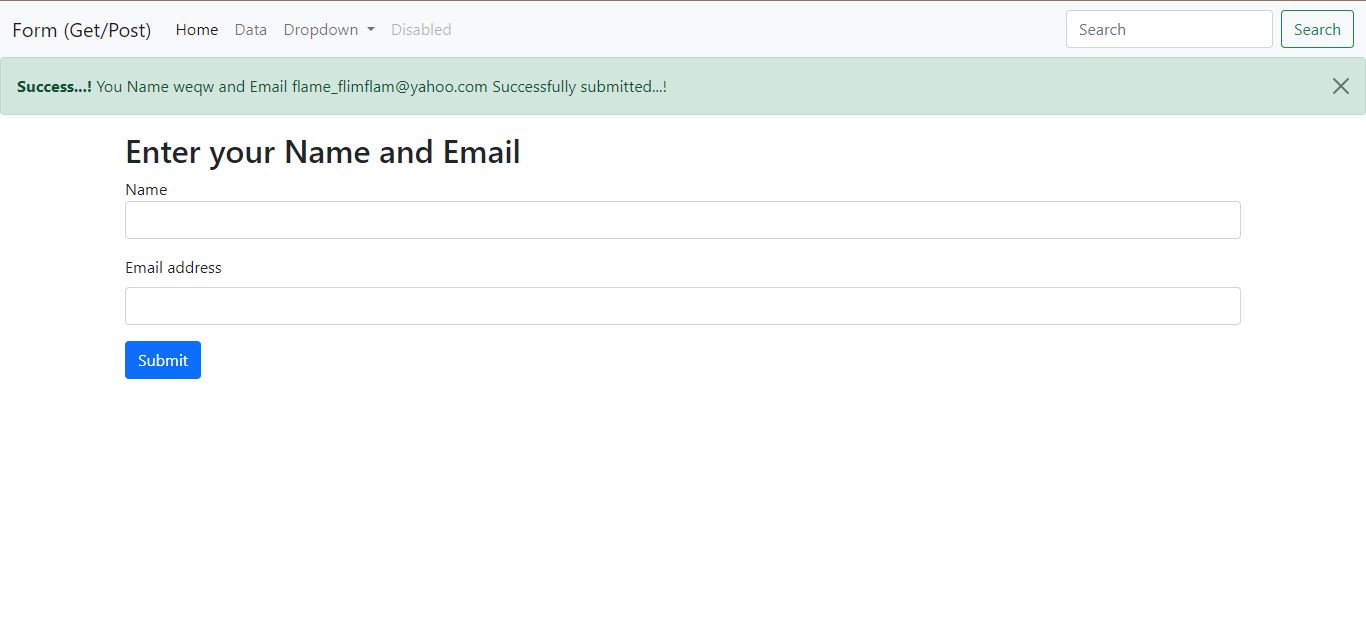 Form (Get/Post) Home Data Dropdown Disabled Search Search
Success...! You Name weqw and Email flame_flimflam@yahoo.com Successfully submitted...!
Enter your Name and Email
Name
Email address
Submit